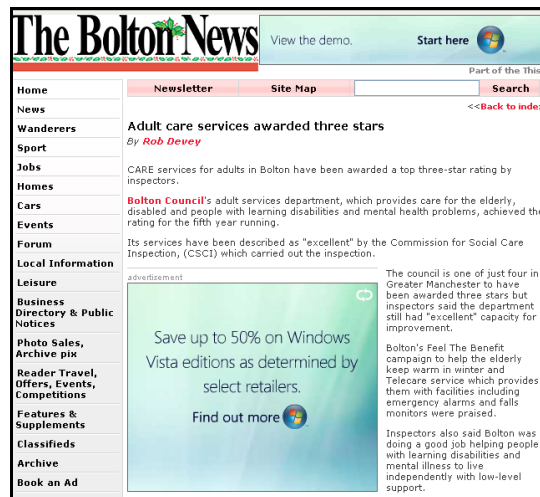 The Bolton News
View the demo.
Start here
Part of the This
Newsletter
Site Map
Search
<<Back to index
Home
News
Wanderers
Sport
Jobs
Homes
Cars
Events
Forum
Local Information
Leisure
Business
Directory & Public
Notices
Photo Sales,
Archive pix
Reader Travel,
Offers, Events,
Competitions
Features &
Supplements
Classifieds
Archive
Book an Ad
Adult care services awarded three stars
By Rob Devey
CARE services for adults in Bolton have been awarded a top three-star rating by
inspectors.
Bolton Council's adult services department, which provides care for the elderly,
disabled and people with learning disabilities and mental health problems, achieved the
rating for the fifth year running.
Its services have been described as "excellent" by the Commission for Social Care
Inspection, (CSCI) which carried out the inspection.
advertisement
Save up to 50% on Windows
Vista editions as determined by
select retailers.
Find out more
The council is one of just four in
Greater Manchester to have
been awarded three stars but
inspectors said the department
still had "excellent" capacity for
improvement.
Bolton's Feel The Benefit
campaign to help the elderly
keep warm in winter and
Telecare service which provides
them with facilities including
emergency alarms and falls
monitors were praised.
Inspectors also said Bolton was
doing a good job helping people
with learning disabilities and
mental illness to live
independently with low-level
support.